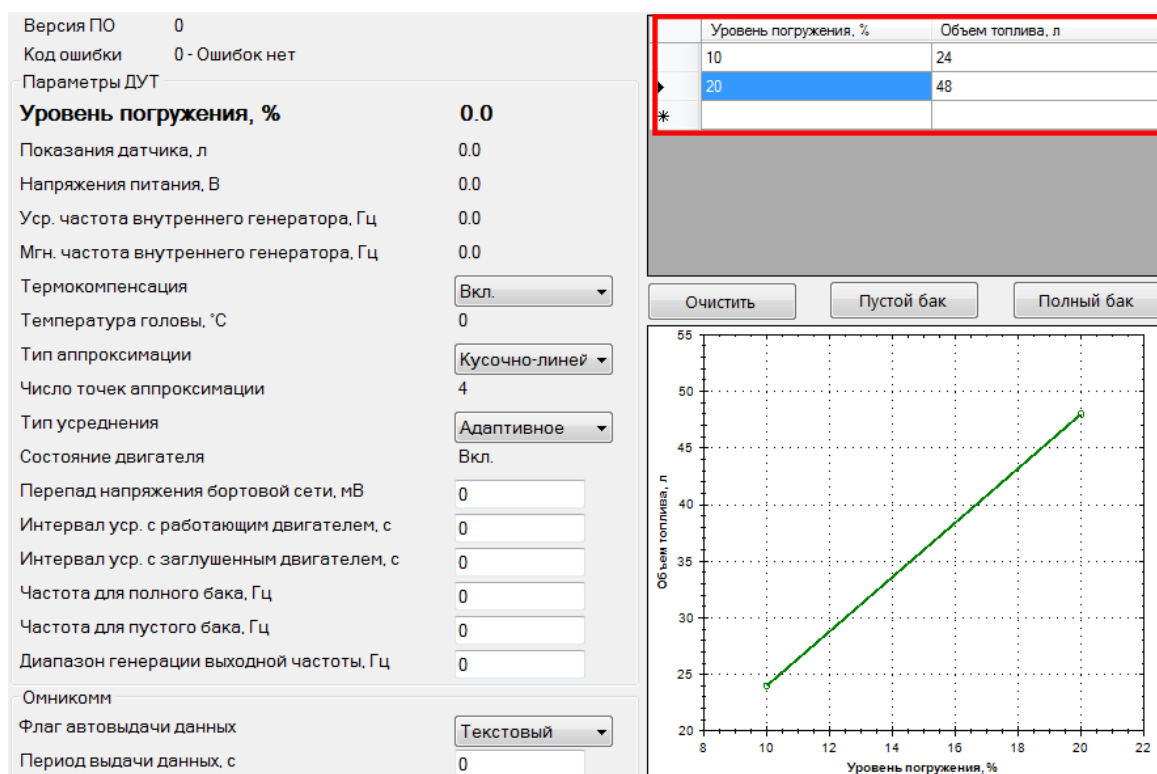 Версия ПО 0
Код ошибки 0 - Ошибок нет
Параметры ДУТ
Уровень погружения, % 0.0
Показания датчика, л 0.0
Напряжения питания, В 0.0
Уср. частота внутреннего генератора, Гц 0.0
Мгн. частота внутреннего генератора, Гц 0.0
Термокомпенсация Вкл.
Температура головы, °С 0
Тип аппроксимации Кусочно-линей
Число точек аппроксимации 4
Тип усреднения Адаптивное
Состояние двигателя Вкл.
Перепад напряжения бортовой сети, мВ 0
Интервал уср. с работающим двигателем, с 0
Интервал уср. с заглушенным двигателем, с 0
Частота для полного бака, Гц 0
Частота для пустого бака, Гц 0
Диапазон генерации выходной частоты, Гц 0
Омникомм
Флаг автовыдачи данных Текстовый
Период выдачи данных, с 0
Уровень погружения, % Объем топлива, л
10 24
20 48
Очистить Пустой бак Полный бак
Объем топлива, л
55
50
45
40
35
30
25
20
8 10 12 14 16 18 20 22
Уровень погружения, %